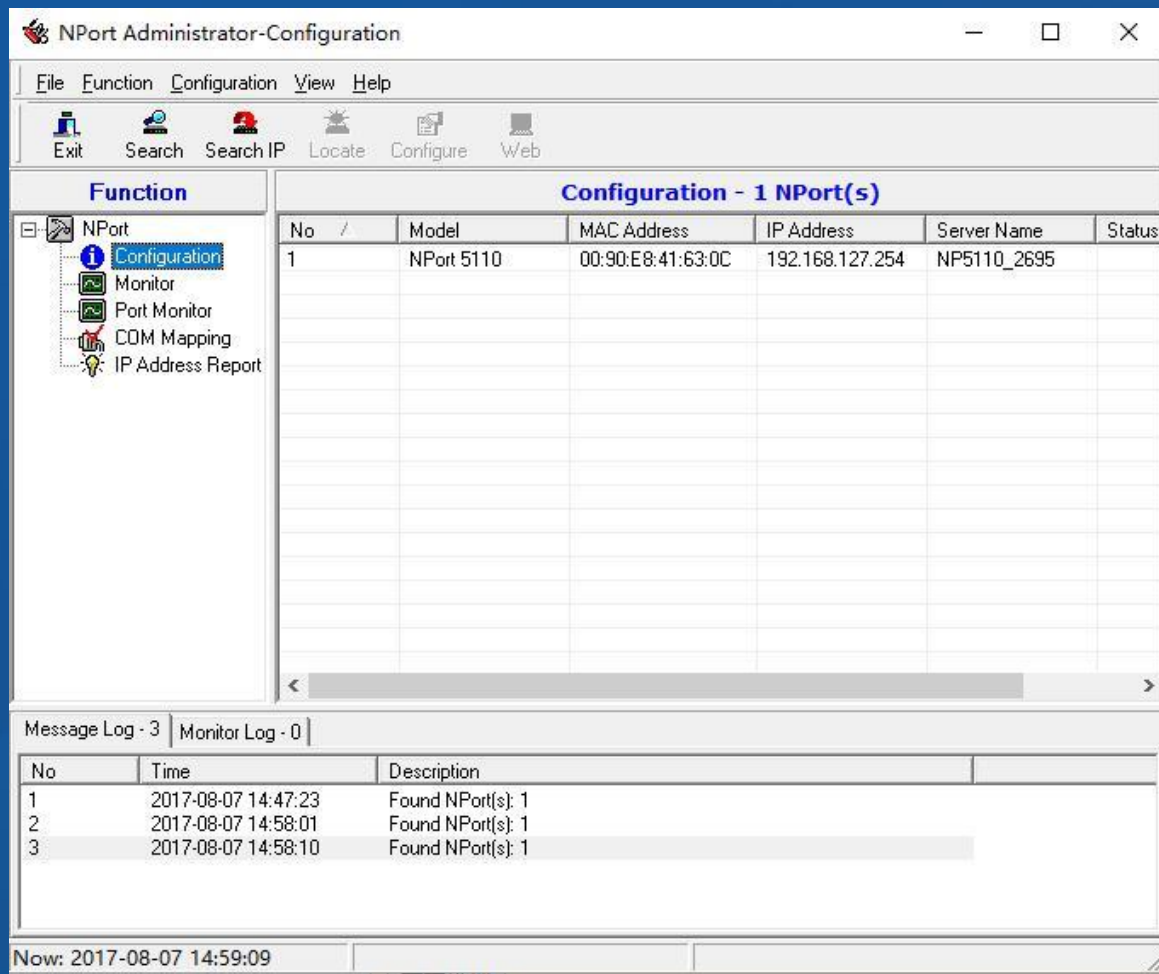 NPort Administrator-Configuration
File Function Configuration View Help
Exit Search Search IP Locate Configure Web
Function
Configuration - 1 NPort(s)
NPort
Configuration
Monitor
Port Monitor
COM Mapping
IP Address Report
No Model MAC Address IP Address Server Name Status
1 NPort 5110 00:90:E8:41:63:0C 192.168.127.254 NP5110_2695
Message Log - 3 Monitor Log - 0
No Time Description
1 2017-08-07 14:47:23 Found NPort(s): 1
2 2017-08-07 14:58:01 Found NPort(s): 1
3 2017-08-07 14:58:10 Found NPort(s): 1
Now: 2017-08-07 14:59:09